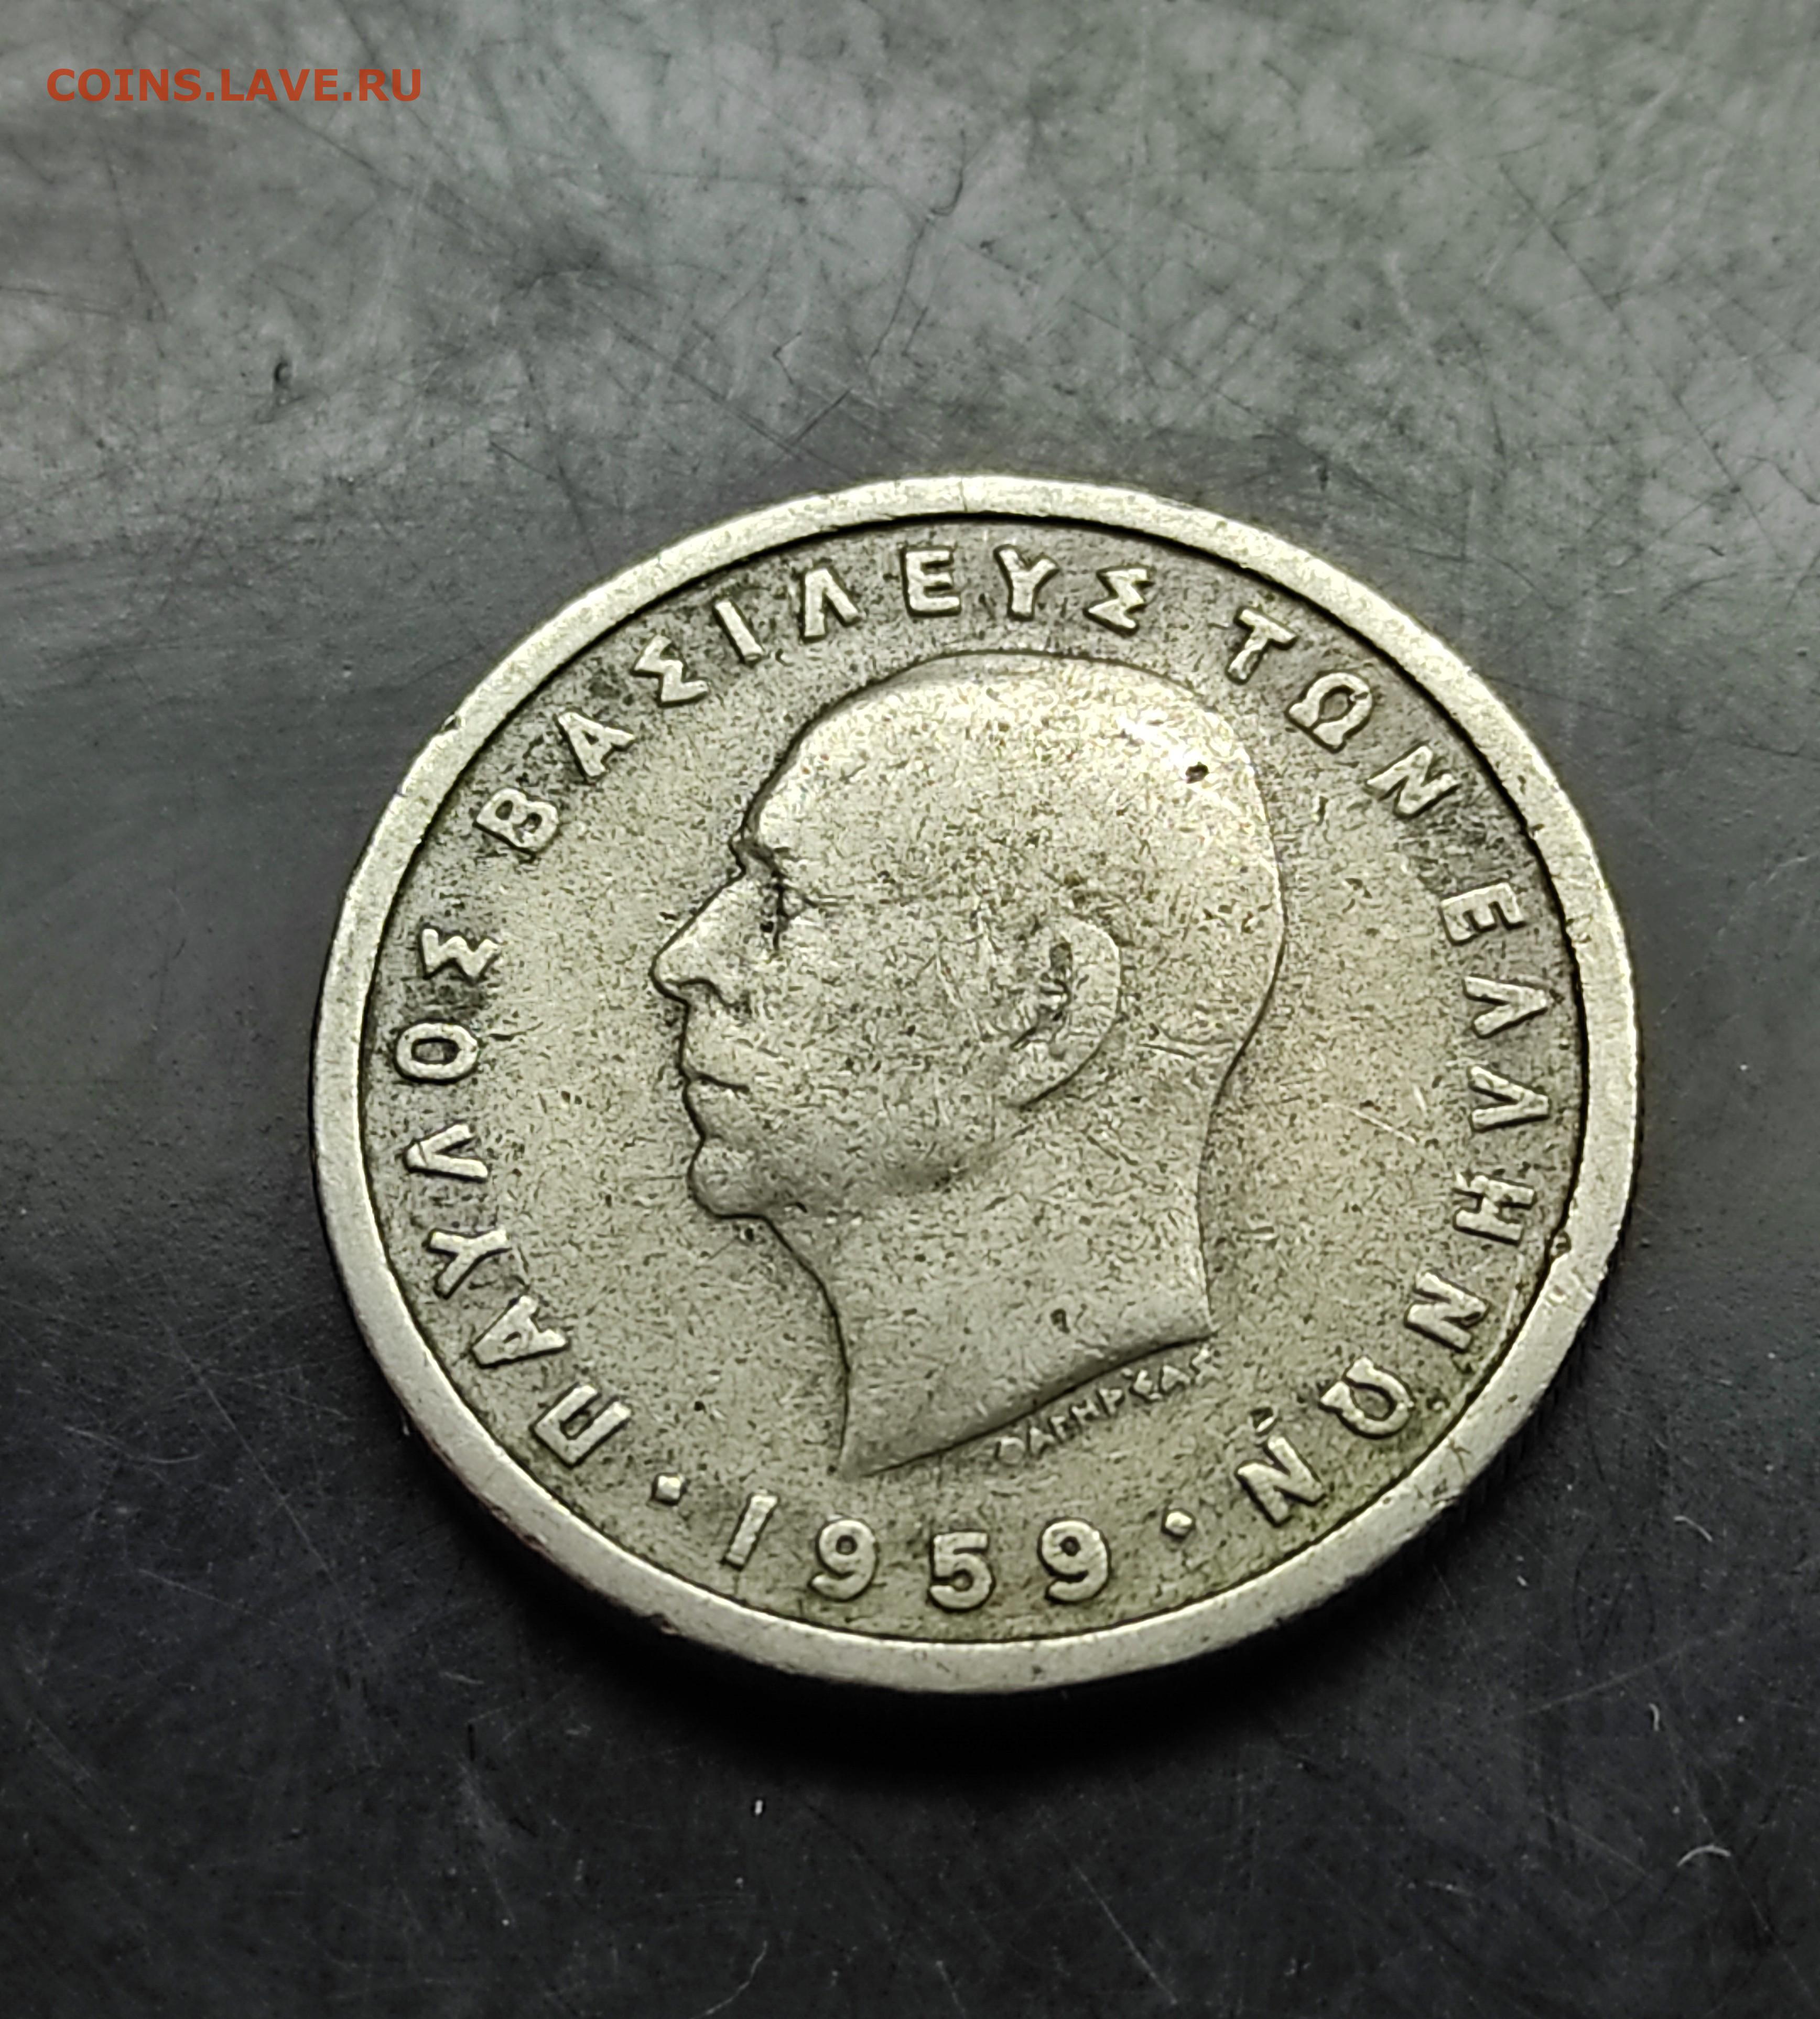 COINS.LAVE.RU
ΠΑΥΛΟΣ ΒΑΣΙΛΕΥΣ ΤΩΝ ΕΛΛΗΝΩΝ
· 1959 ·